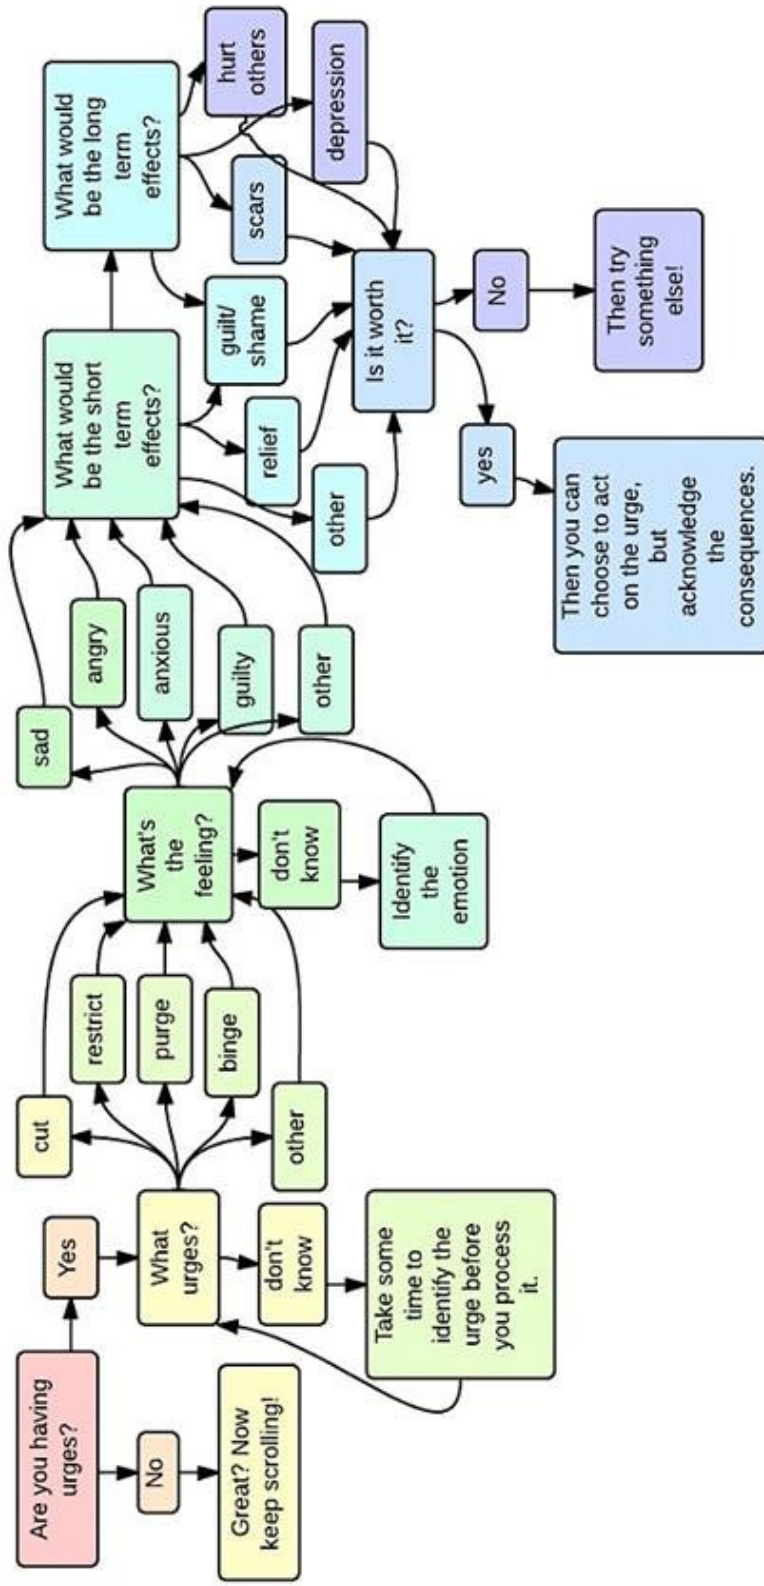 Are you having
urges?
Yes
No
Great? Now
keep scrolling!
What
urges?
don't
know
Take some
time to
identify the
urge before
you process
it.
cut
restrict
purge
binge
other
What's
the
feeling?
don't
know
Identify
the
emotion
sad
angry
anxious
guilty
other
What would
be the short
term
effects?
What would
be the long
term
effects?
other
relief
guilt/
shame
scars
hurt
others
depression
Is it worth
it?
yes
No
Then you can
choose to act
on the urge,
but
acknowledge
the
consequences.
Then try
something
else!